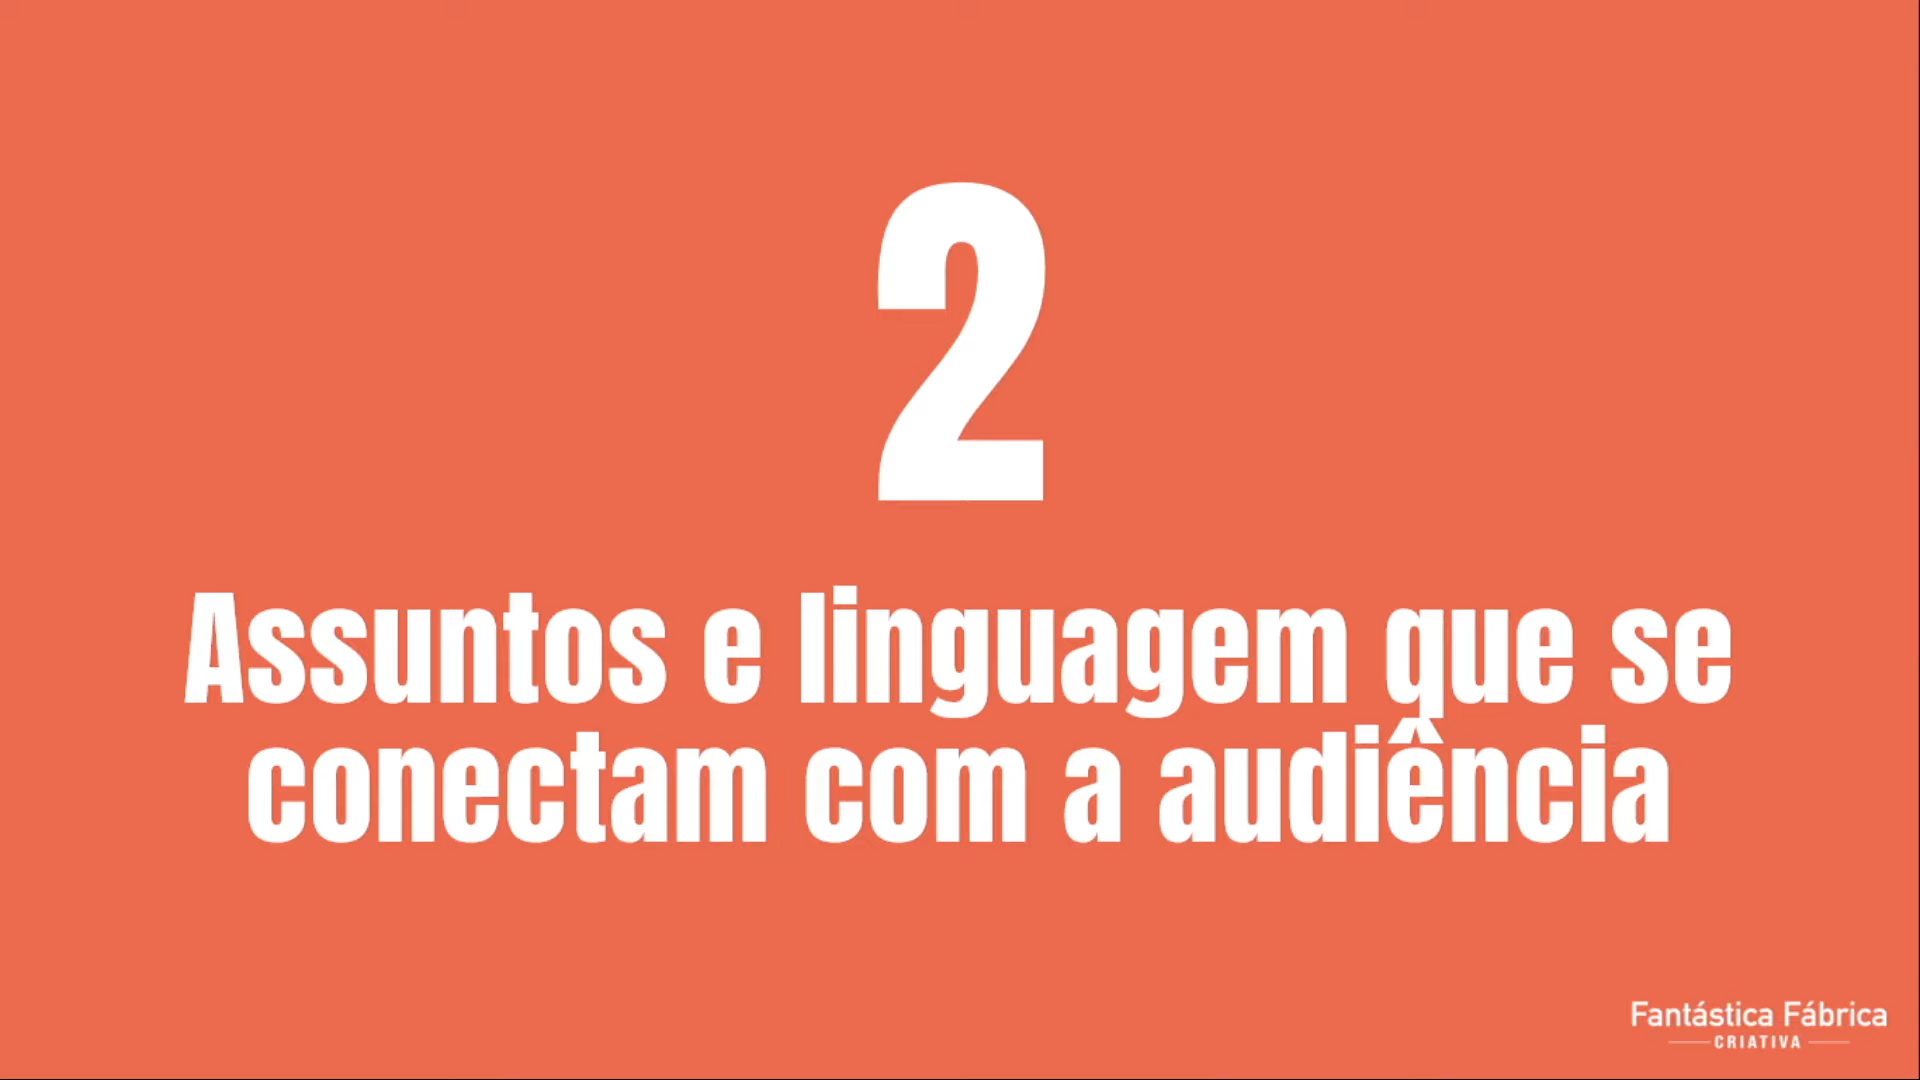 2
Assuntos e linguagem que se
conectam com a audiência
Fantástica Fábrica
CRIATIVA